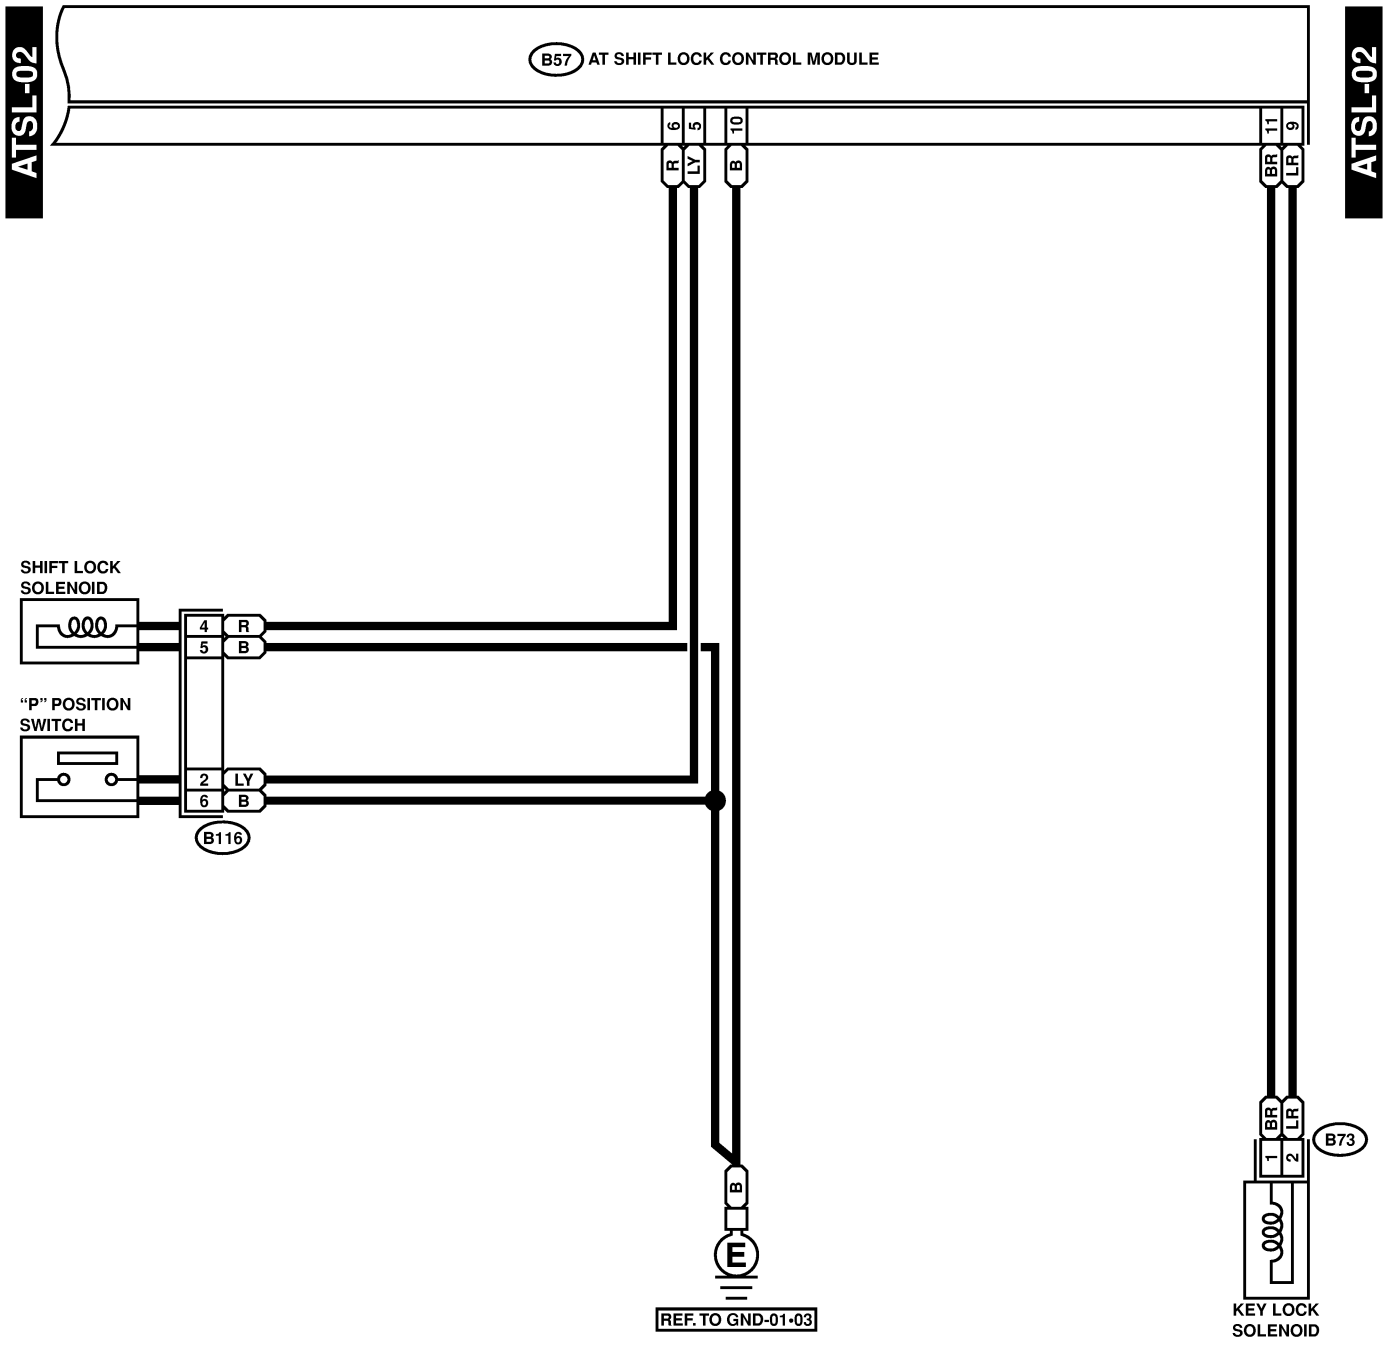 ATSL-02
ATSL-02
B57 AT SHIFT LOCK CONTROL MODULE
6 5 10 11 9
R LY B BR LR
SHIFT LOCK
SOLENOID
4 R
5 B
“P” POSITION
SWITCH
2 LY
6 B
B116
BR LR
B73
1 2
B
E
REF. TO GND-01•03
KEY LOCK
SOLENOID